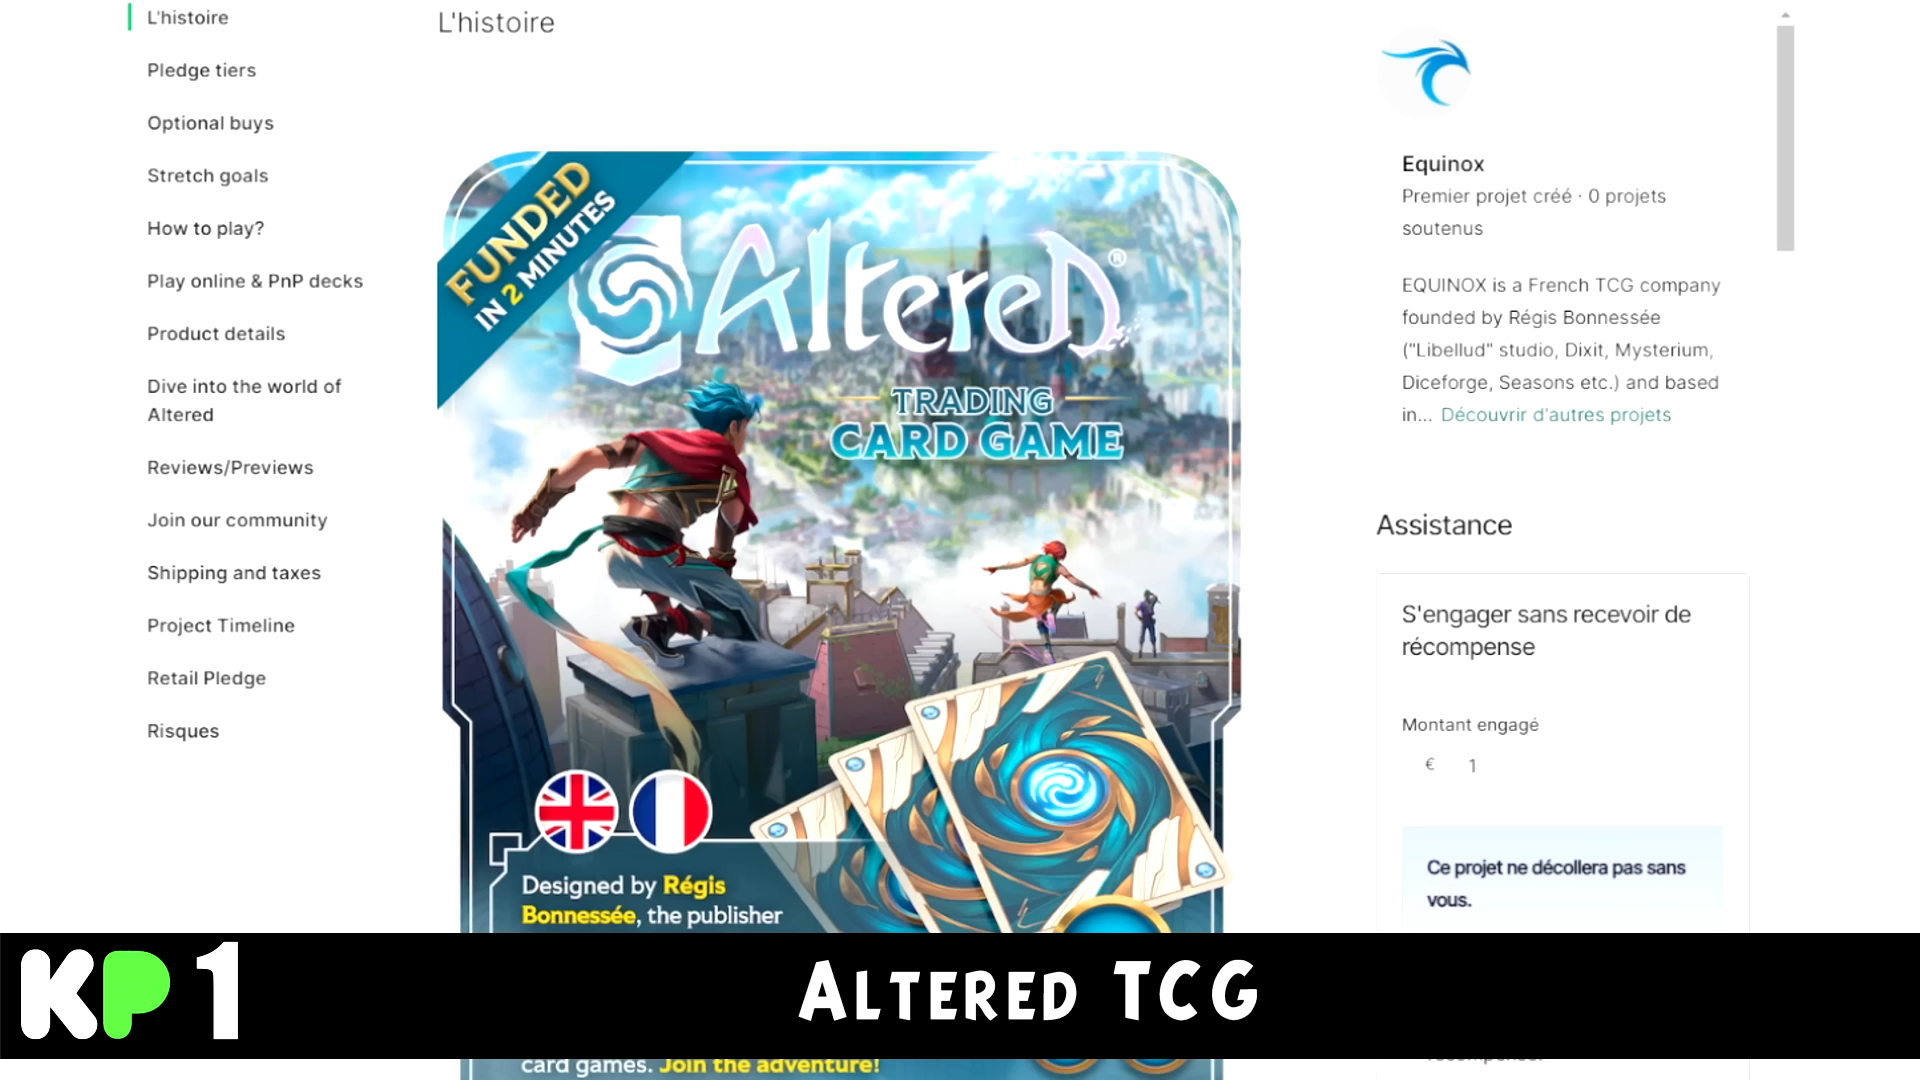 L'histoire
Pledge tiers
Optional buys
Stretch goals
How to play?
Play online & PnP decks
Product details
Dive into the world of
Altered
Reviews/Previews
Join our community
Shipping and taxes
Project Timeline
Retail Pledge
Risques
L'histoire
FUNDED
IN 2 MINUTES
Altered®
TRADING
CARD GAME
Designed by Régis
Bonnessée, the publisher
card games. Join the adventure!
Equinox
Premier projet créé · 0 projets
soutenus
EQUINOX is a French TCG company
founded by Régis Bonnessée
("Libellud" studio, Dixit, Mysterium,
Diceforge, Seasons etc.) and based
in... Découvrir d'autres projets
Assistance
S'engager sans recevoir de
récompense
Montant engagé
€ 1
Ce projet ne décollera pas sans
vous.
KP1
ALTERED TCG